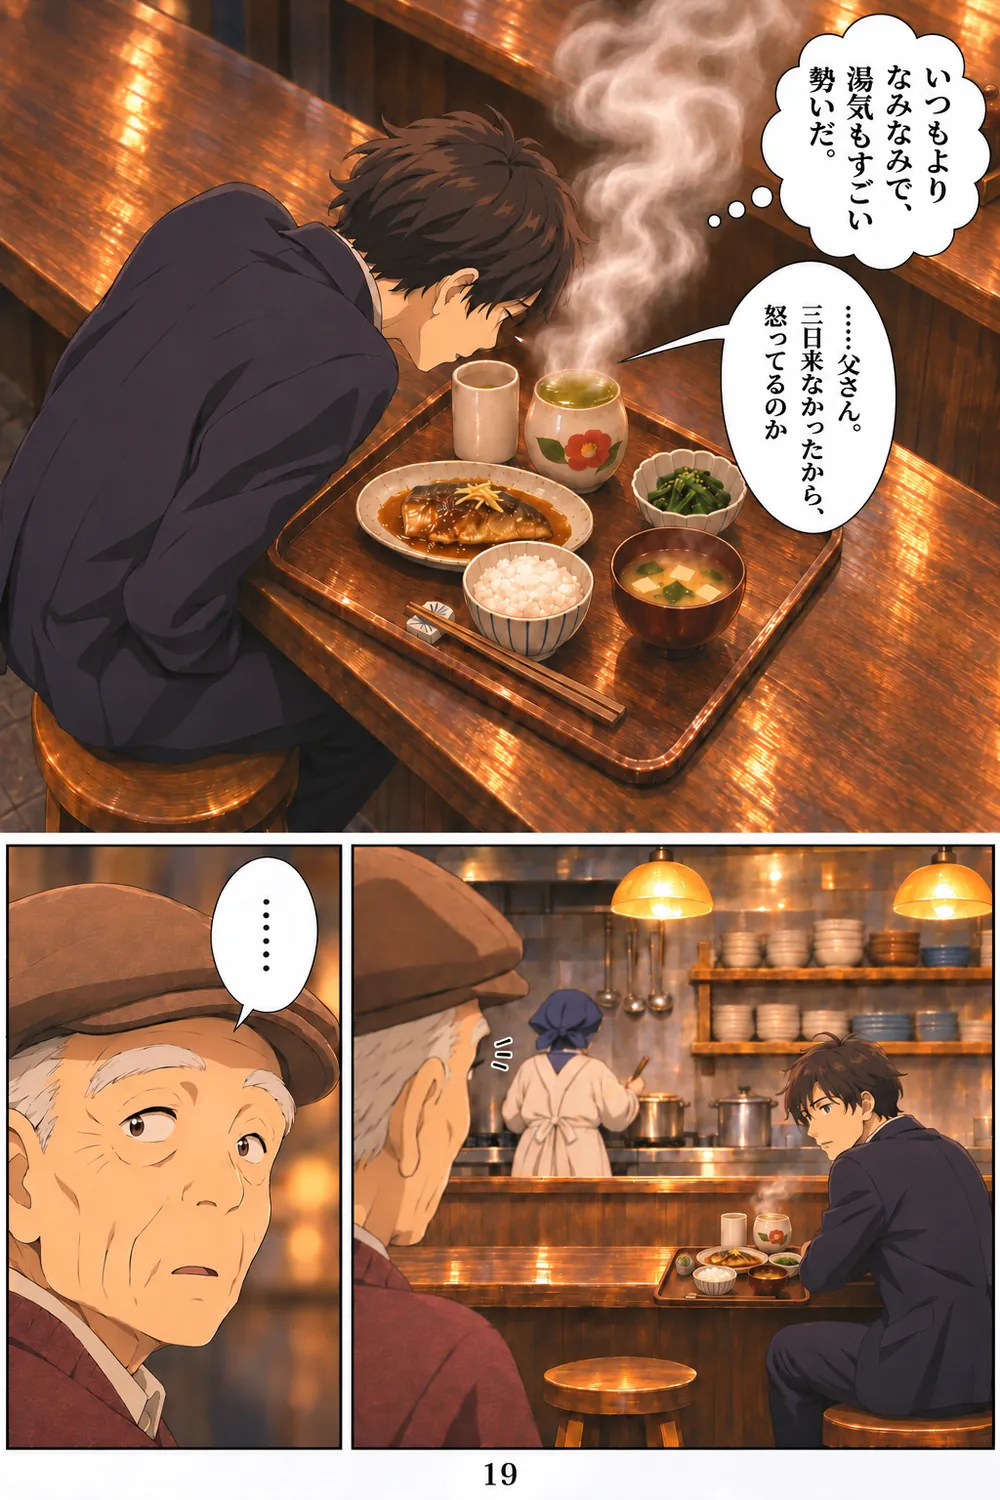 いつもより
なみなみで、
湯気もすごい
勢いだ。
……父さん。
三日来なかったから、
怒ってるのか
……
19